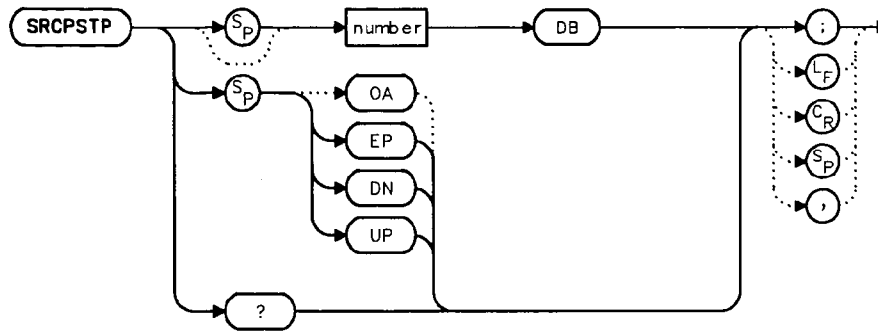 SRCPSTP
SP
number
DB
;
SP
OA
LF
EP
CR
DN
SP
UP
,
?